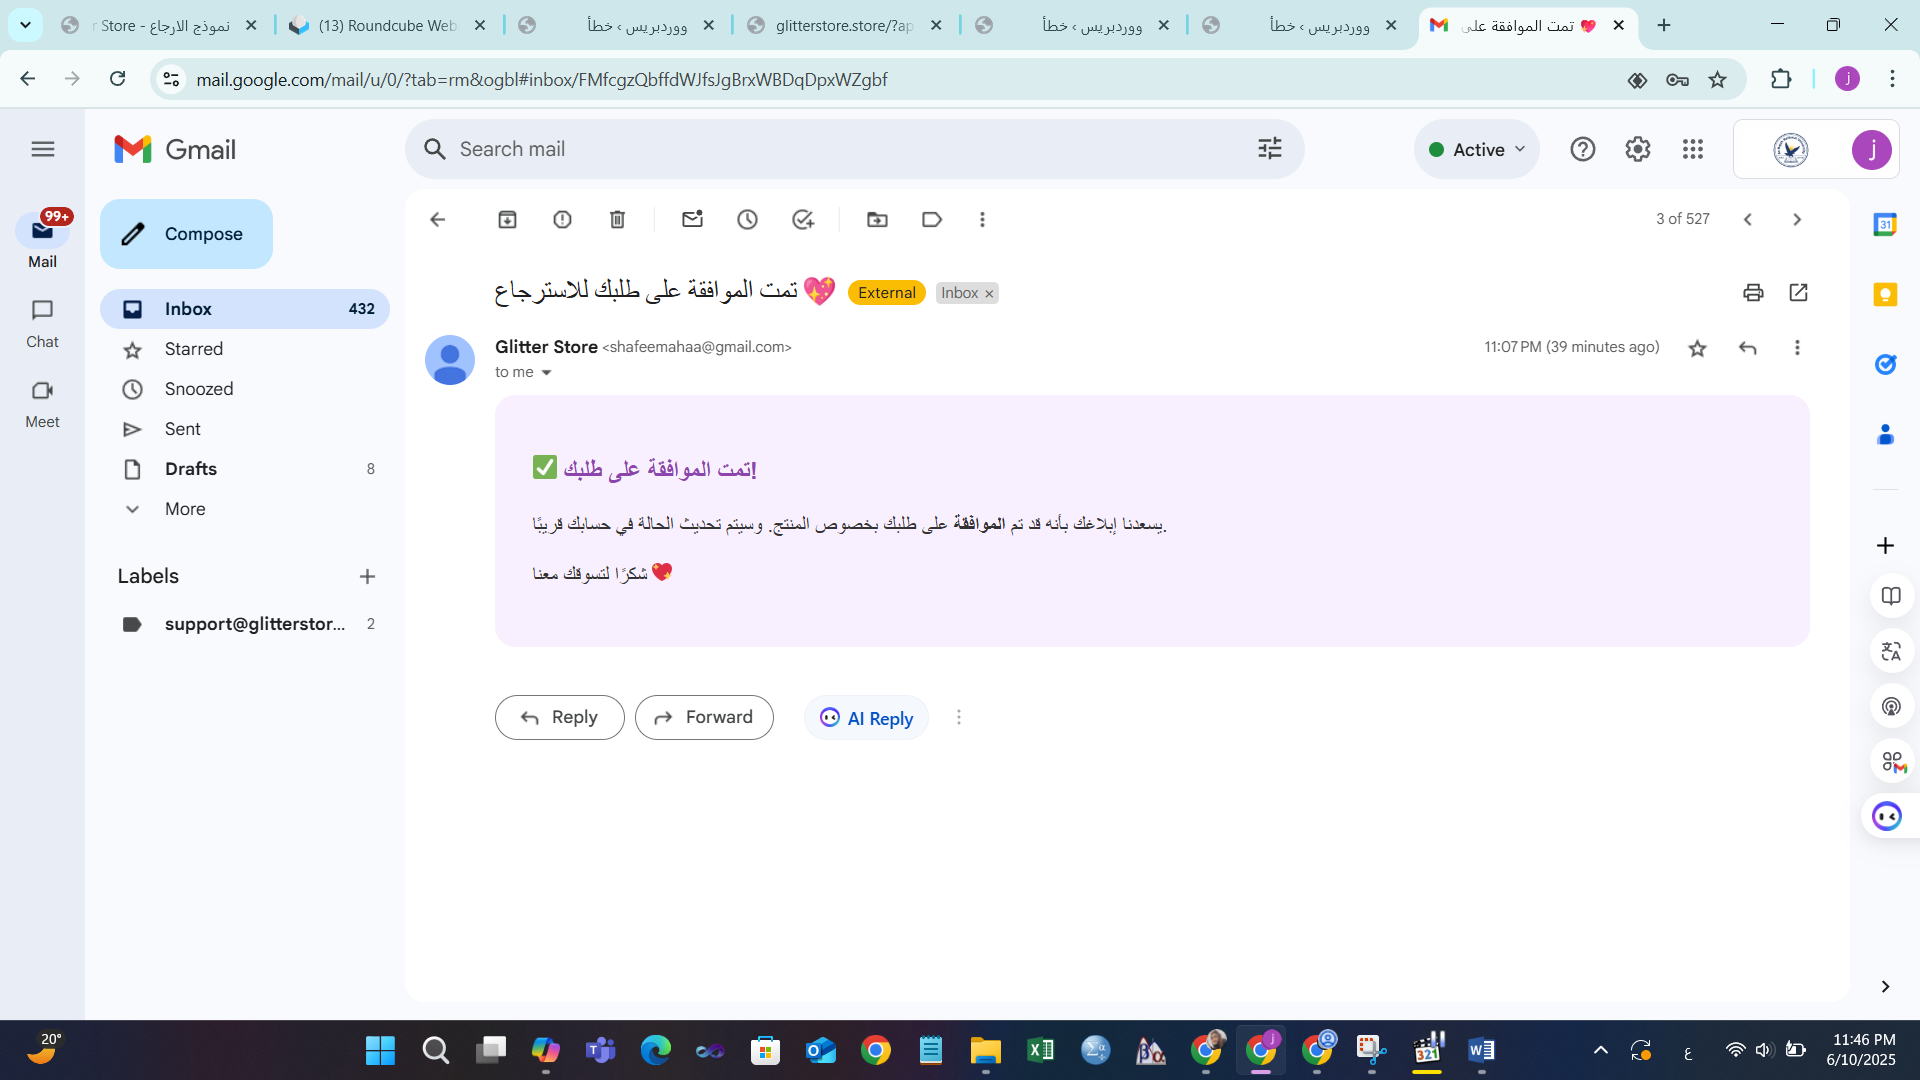 r Store - نموذج الارجاع
(13) Roundcube Web
ووردبريس › خطأ
glitterstore.store/?ap
ووردبريس › خطأ
ووردبريس › خطأ
تمت الموافقة على 💖
mail.google.com/mail/u/0/?tab=rm&ogbl#inbox/FMfcgzQbffdWJfsJgBrxWBDqDpxWZgbf
j
Gmail
Search mail
Active
j
99+
Mail
Chat
Meet
Compose
Inbox 432
Starred
Snoozed
Sent
Drafts 8
More
Labels
support@glitterstor... 2
3 of 527
31
تمت الموافقة على طلبك للاسترجاع 💖
External
Inbox ×
Glitter Store <shafeemahaa@gmail.com>
11:07 PM (39 minutes ago)
to me
✅ تمت الموافقة على طلبك!
يسعدنا إبلاغك بأنه قد تم الموافقة على طلبك بخصوص المنتج. وسيتم تحديث الحالة في حسابك قريبًا.
شكرًا لتسوقك معنا 💖
Reply
Forward
AI Reply
20°
321
ع
11:46 PM
6/10/2025